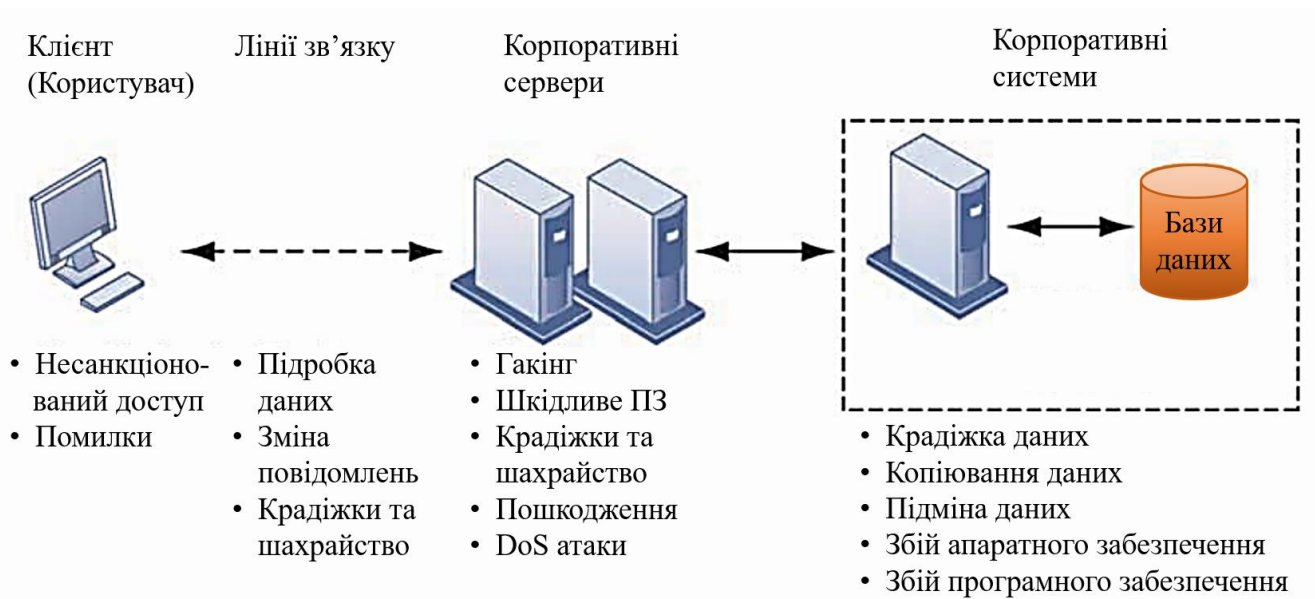 Клієнт
(Користувач)
Лінії зв’язку
Корпоративні
сервери
Корпоративні
системи
Бази
даних
• Несанкціоно-
ваний доступ
• Помилки
• Підробка
даних
• Зміна
повідомлень
• Крадіжки та
шахрайство
• Гакінг
• Шкідливе ПЗ
• Крадіжки та
шахрайство
• Пошкодження
• DoS атаки
• Крадіжка даних
• Копіювання даних
• Підміна даних
• Збій апаратного забезпечення
• Збій програмного забезпечення